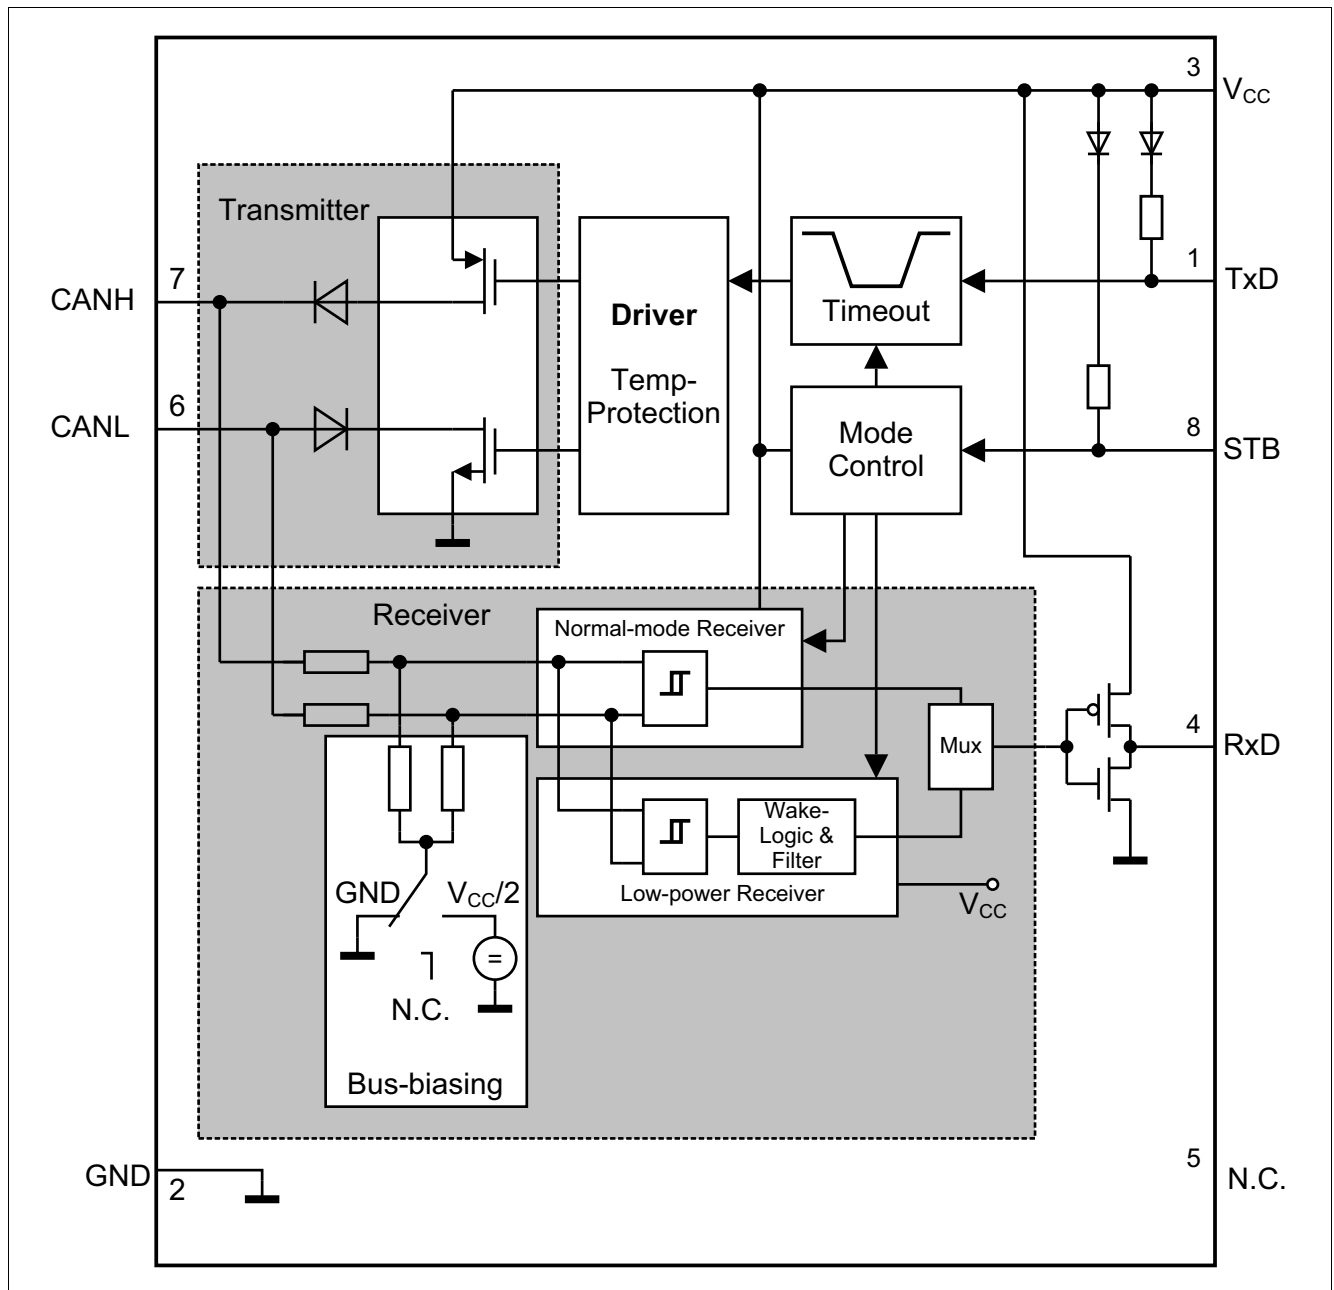 3
VCC
Transmitter
7
CANH
1
TxD
Timeout
Driver
Temp-
Protection
6
CANL
8
STB
Mode
Control
Receiver
Normal-mode Receiver
4
RxD
Mux
Wake-
Logic &
Filter
Low-power Receiver
VCC
GND
VCC/2
=
N.C.
Bus-biasing
GND
2
5
N.C.